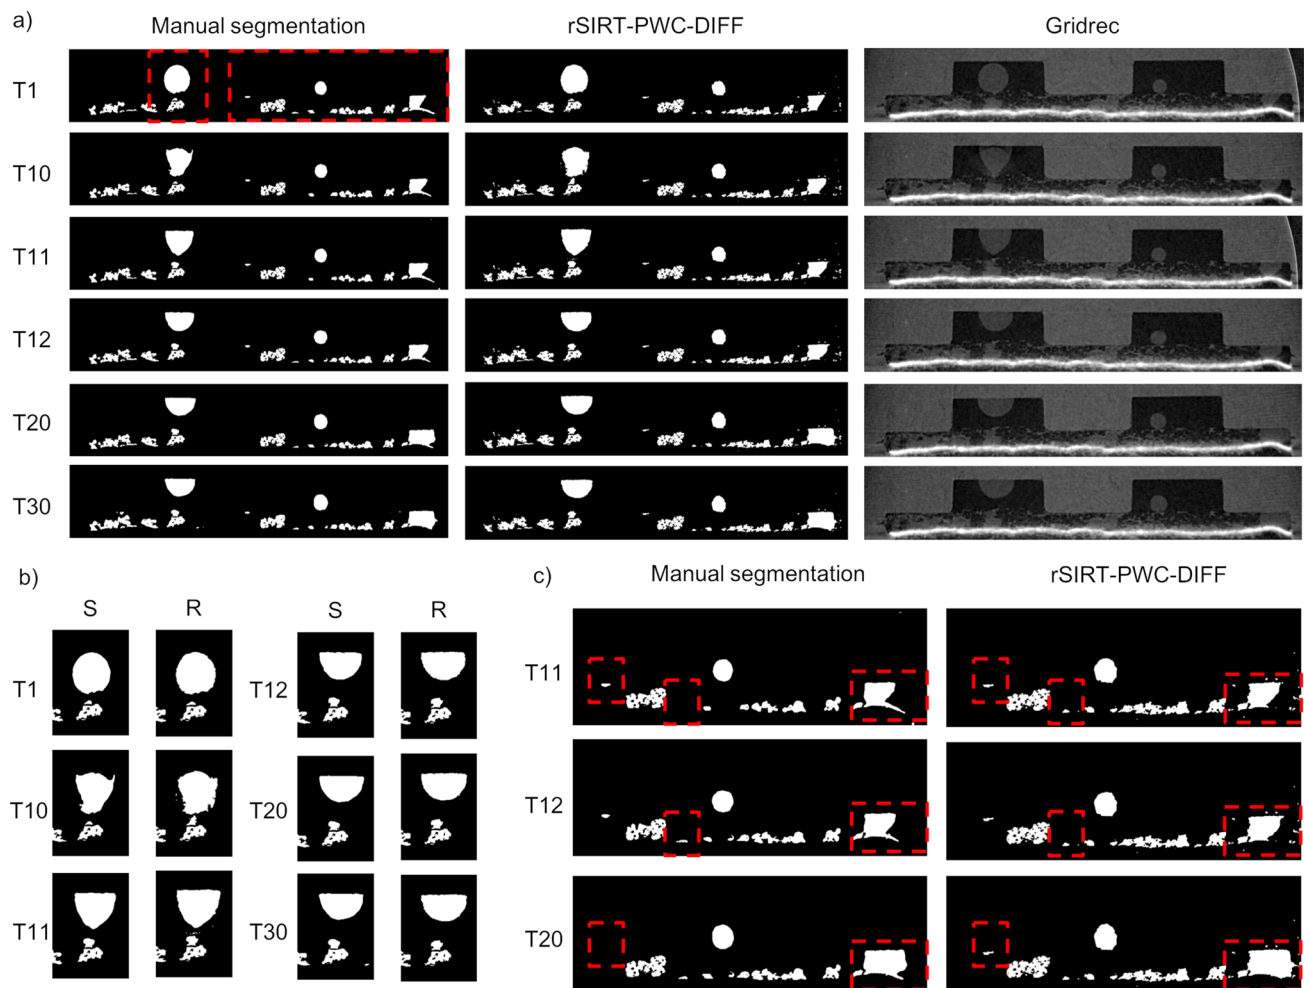 a)
Manual segmentation rSIRT-PWC-DIFF Gridrec
T1
T10
T11
T12
T20
T30
b)
S R S R
T1 T12
T10 T20
T11 T30
c)
Manual segmentation rSIRT-PWC-DIFF
T11
T12
T20